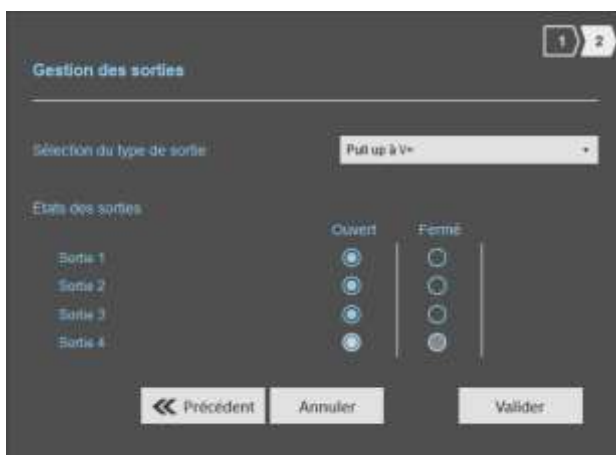 1 2
Gestion des sorties
Sélection du type de sortie Pull up à V+
Etats des sorties
Ouvert Fermé
Sortie 1
Sortie 2
Sortie 3
Sortie 4
Précédent Annuler Valider